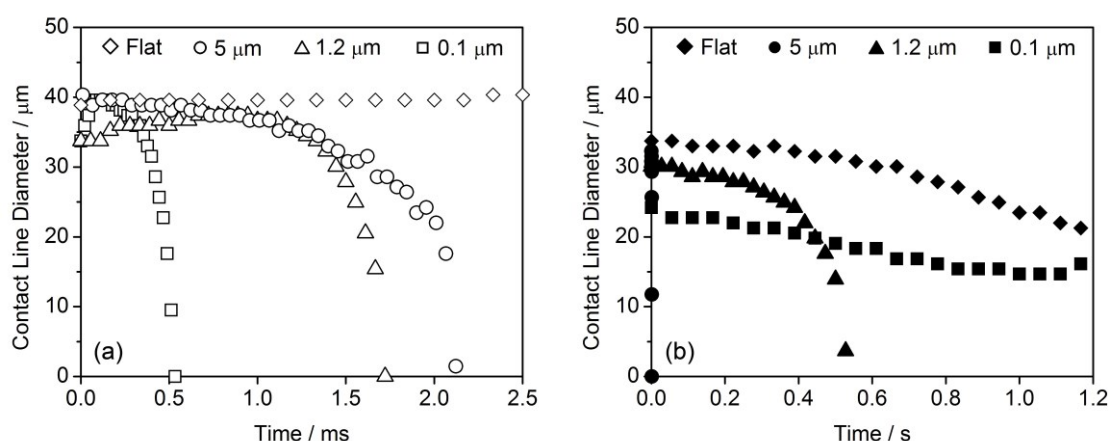 50
40
30
20
10
0
Contact Line Diameter / μm
◇ Flat ○ 5 μm △ 1.2 μm □ 0.1 μm
(a)
0.0 0.5 1.0 1.5 2.0 2.5
Time / ms
50
40
30
20
10
0
Contact Line Diameter / μm
◆ Flat ● 5 μm ▲ 1.2 μm ■ 0.1 μm
(b)
0.0 0.2 0.4 0.6 0.8 1.0 1.2
Time / s